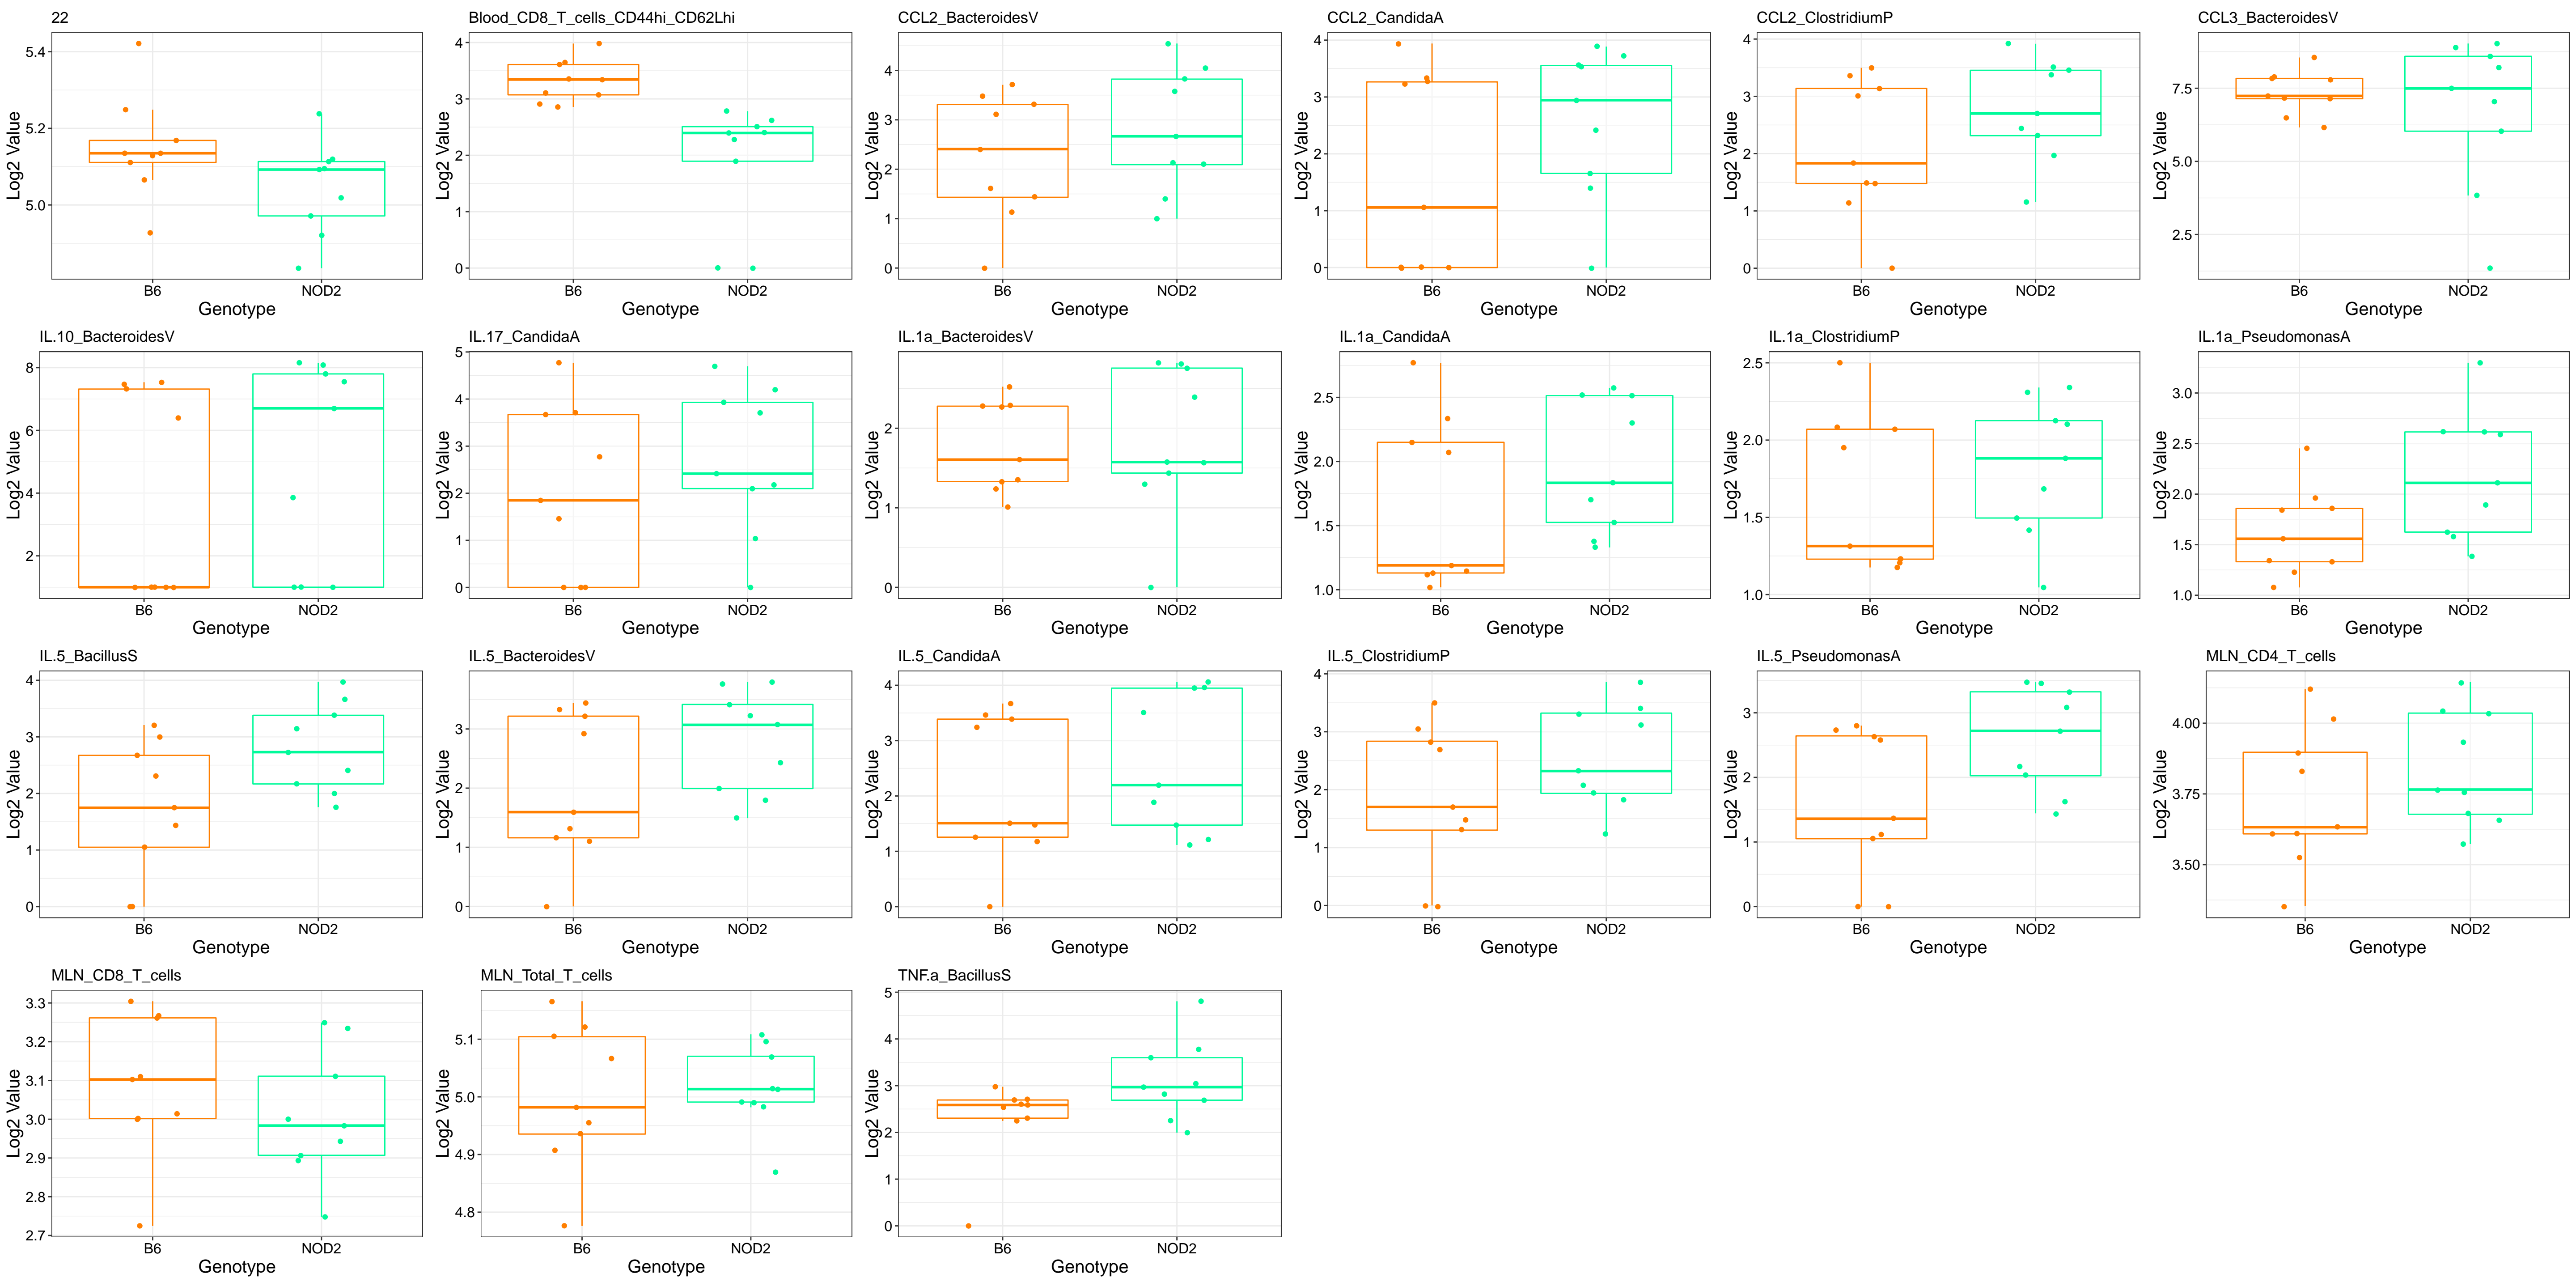 22
5.4
5.2
5.0
Log2 Value
B6 NOD2
Genotype
Blood_CD8_T_cells_CD44hi_CD62Lhi
4
3
2
1
0
Log2 Value
B6 NOD2
Genotype
CCL2_BacteroidesV
4
3
2
1
0
Log2 Value
B6 NOD2
Genotype
CCL2_CandidaA
4
3
2
1
0
Log2 Value
B6 NOD2
Genotype
CCL2_ClostridiumP
4
3
2
1
0
Log2 Value
B6 NOD2
Genotype
CCL3_BacteroidesV
7.5
5.0
2.5
Log2 Value
B6 NOD2
Genotype
IL.10_BacteroidesV
8
6
4
2
Log2 Value
B6 NOD2
Genotype
IL.17_CandidaA
5
4
3
2
1
0
Log2 Value
B6 NOD2
Genotype
IL.1a_BacteroidesV
2
1
0
Log2 Value
B6 NOD2
Genotype
IL.1a_CandidaA
2.5
2.0
1.5
1.0
Log2 Value
B6 NOD2
Genotype
IL.1a_ClostridiumP
2.5
2.0
1.5
1.0
Log2 Value
B6 NOD2
Genotype
IL.1a_PseudomonasA
3.0
2.5
2.0
1.5
1.0
Log2 Value
B6 NOD2
Genotype
IL.5_BacillusS
4
3
2
1
0
Log2 Value
B6 NOD2
Genotype
IL.5_BacteroidesV
3
2
1
0
Log2 Value
B6 NOD2
Genotype
IL.5_CandidaA
4
3
2
1
0
Log2 Value
B6 NOD2
Genotype
IL.5_ClostridiumP
4
3
2
1
0
Log2 Value
B6 NOD2
Genotype
IL.5_PseudomonasA
3
2
1
0
Log2 Value
B6 NOD2
Genotype
MLN_CD4_T_cells
4.00
3.75
3.50
Log2 Value
B6 NOD2
Genotype
MLN_CD8_T_cells
3.3
3.2
3.1
3.0
2.9
2.8
2.7
Log2 Value
B6 NOD2
Genotype
MLN_Total_T_cells
5.1
5.0
4.9
4.8
Log2 Value
B6 NOD2
Genotype
TNF.a_BacillusS
5
4
3
2
1
0
Log2 Value
B6 NOD2
Genotype